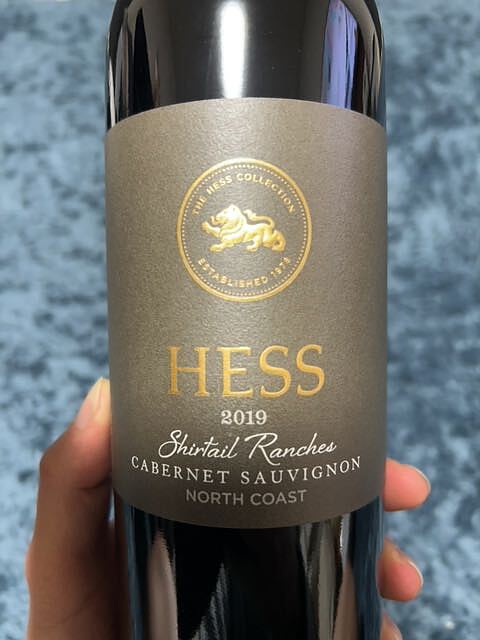 THE HESS COLLECTION
ESTABLISHED 1978
HESS
2019
Shirtail Ranches
CABERNET SAUVIGNON
NORTH COAST